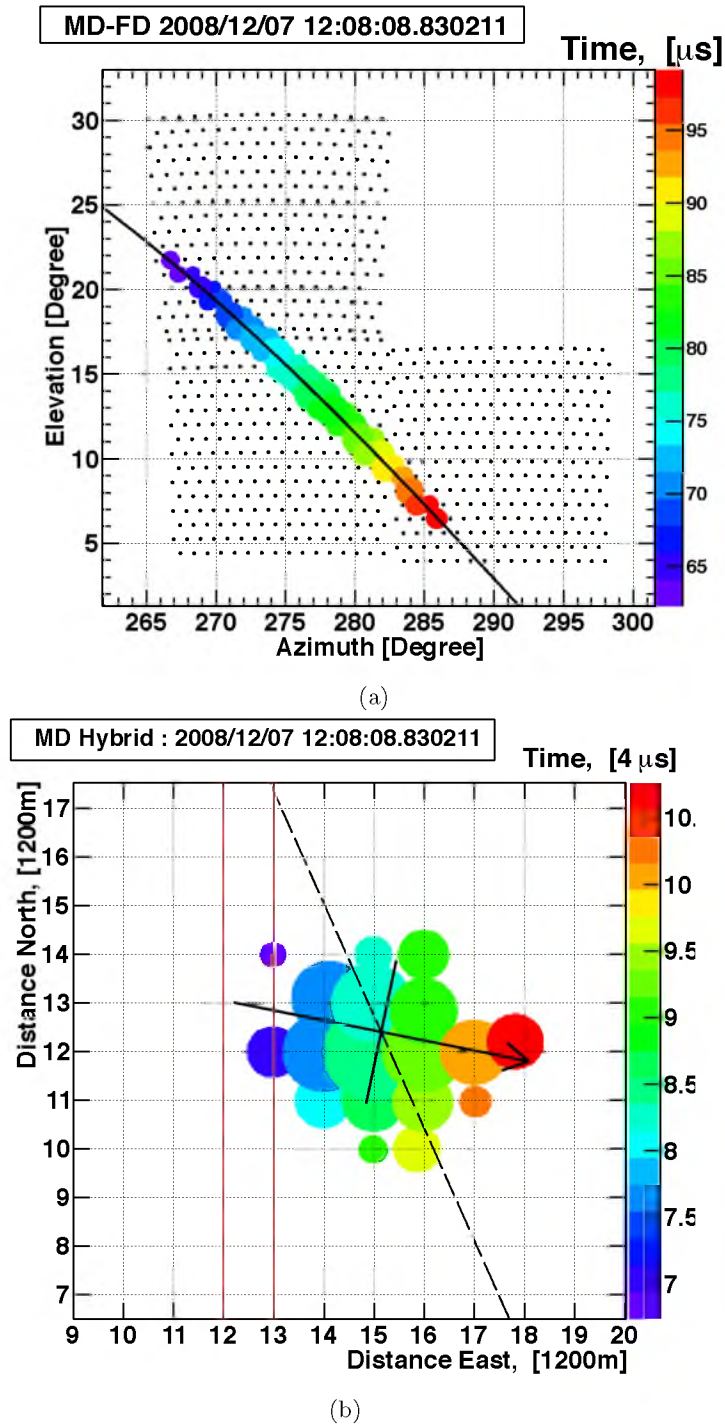 MD-FD 2008/12/07 12:08:08.830211
Time, [μs]
30
25
20
15
10
5
Elevation [Degree]
95
90
85
80
75
70
65
265 270 275 280 285 290 295 300
Azimuth [Degree]
(a)
MD Hybrid : 2008/12/07 12:08:08.830211
Time, [4 μs]
17
16
15
14
13
12
11
10
9
8
7
Distance North, [1200m]
10.
10
9.5
9
8.5
8
7.5
7
9 10 11 12 13 14 15 16 17 18 19 20
Distance East, [1200m]
(b)